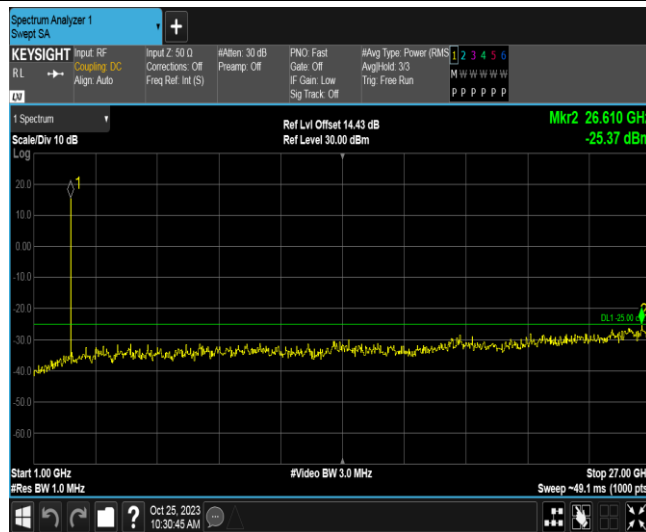 Spectrum Analyzer 1
Swept SA
+
KEYSIGHT
RL
LXI
Input: RF
Coupling: DC
Align: Auto
Input Z: 50 Ω
Corrections: Off
Freq Ref: Int (S)
#Atten: 30 dB
Preamp: Off
PNO: Fast
Gate: Off
IF Gain: Low
Sig Track: Off
#Avg Type: Power (RMS
Avg|Hold: 3/3
Trig: Free Run
1 2 3 4 5 6
M W W W W W
P P P P P P
1 Spectrum
Scale/Div 10 dB
Log
Ref Lvl Offset 14.43 dB
Ref Level 30.00 dBm
Mkr2 26.610 GHz
-25.37 dBm
1
20.0
10.0
0.00
-10.0
-20.0
-30.0
-40.0
-50.0
-60.0
DL1 -25.00
Start 1.00 GHz
#Res BW 1.0 MHz
#Video BW 3.0 MHz
Stop 27.00 GH
Sweep ~49.1 ms (1000 pts
?
Oct 25, 2023
10:30:45 AM